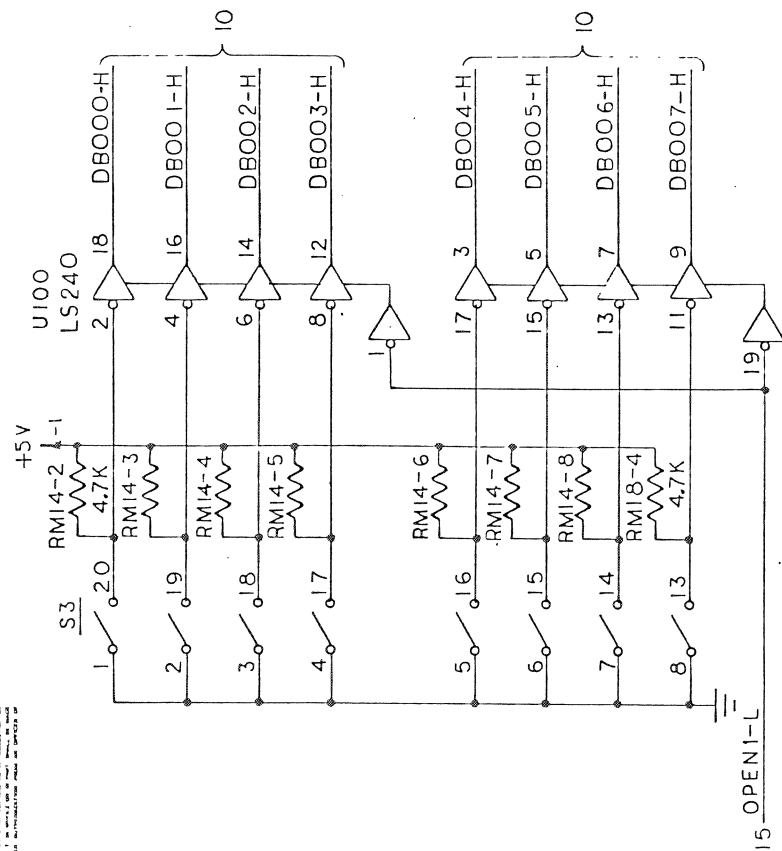 +5V
-1
U100
LS240
S3
1
20
RM14-2
4.7K
2
18
DB000-H
2
19
RM14-3
4
16
DB001-H
3
18
RM14-4
6
14
DB002-H
4
17
RM14-5
8
12
DB003-H
10
1
5
16
RM14-6
17
3
DB004-H
6
15
RM14-7
15
5
DB005-H
7
14
RM14-8
13
7
DB006-H
8
13
RM18-4
4.7K
11
9
DB007-H
10
19
15 OPEN1-L